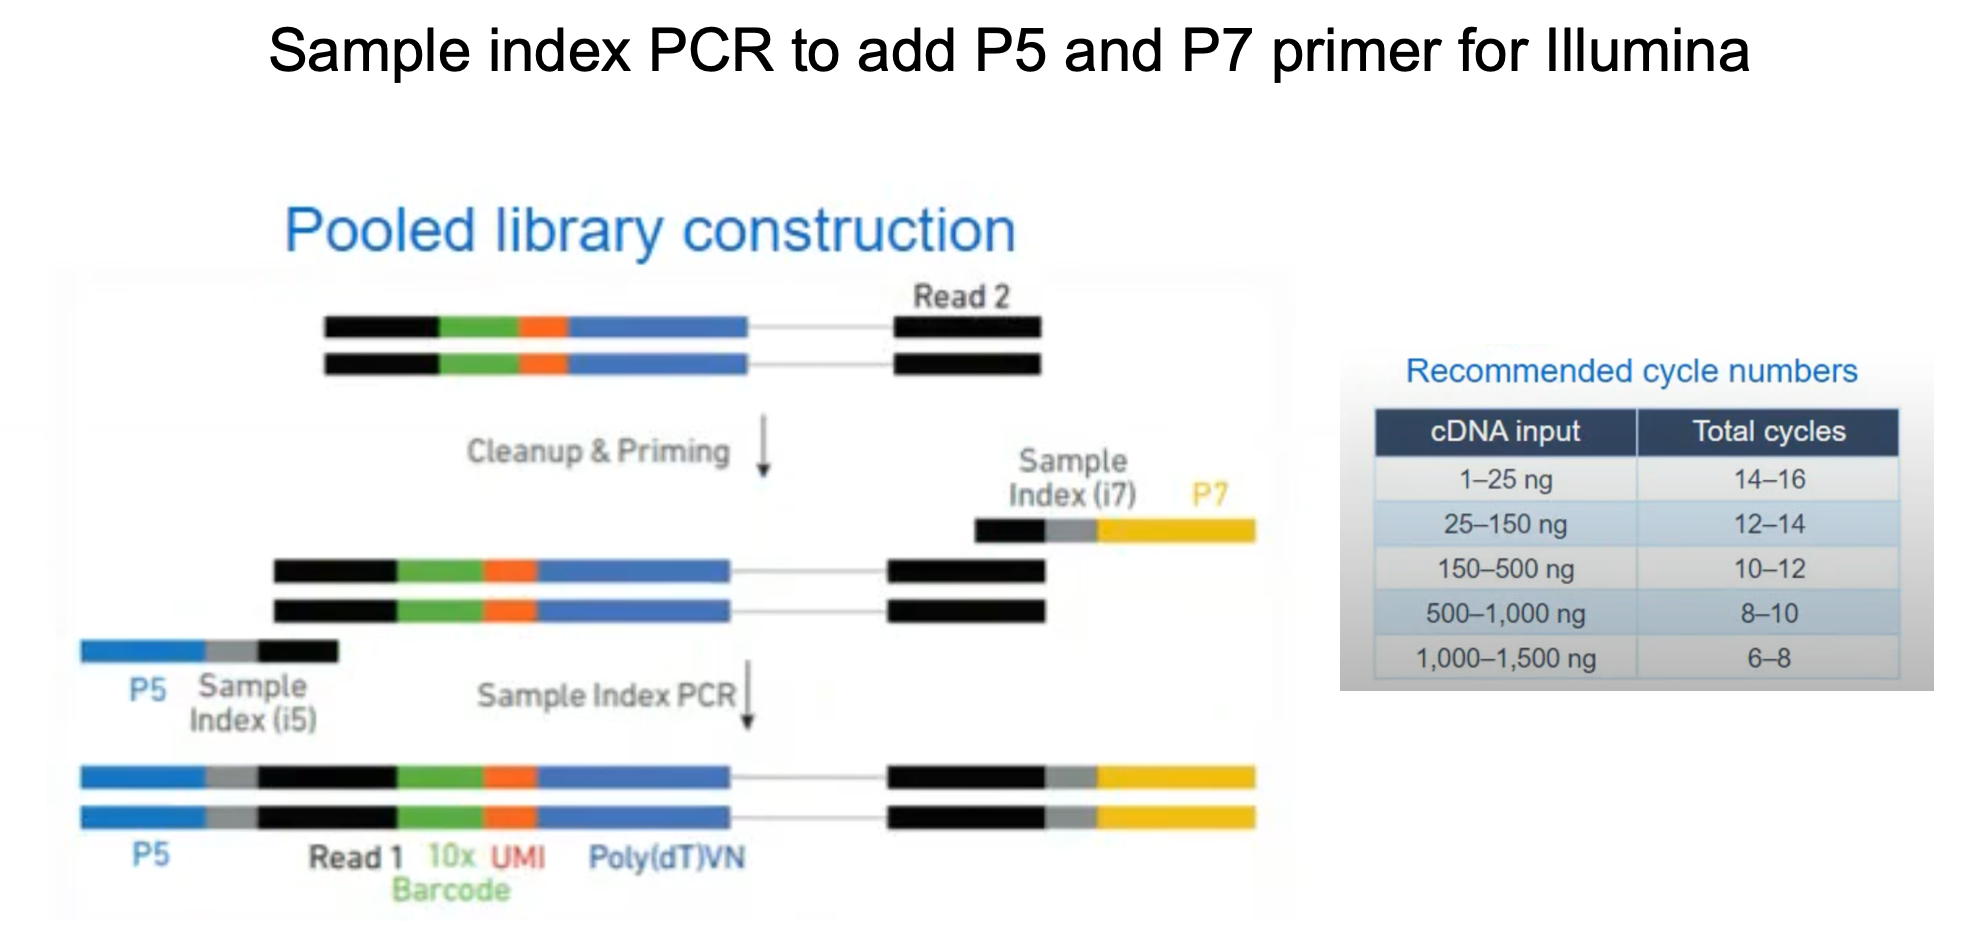 Sample index PCR to add P5 and P7 primer for Illumina
Pooled library construction
Read 2
Cleanup & Priming
Sample
Index (i7)
P7
P5
Sample
Index (i5)
Sample Index PCR
P5
Read 1
10x
Barcode
UMI
Poly(dT)VN
Recommended cycle numbers
cDNA input Total cycles
1–25 ng 14–16
25–150 ng 12–14
150–500 ng 10–12
500–1,000 ng 8–10
1,000–1,500 ng 6–8